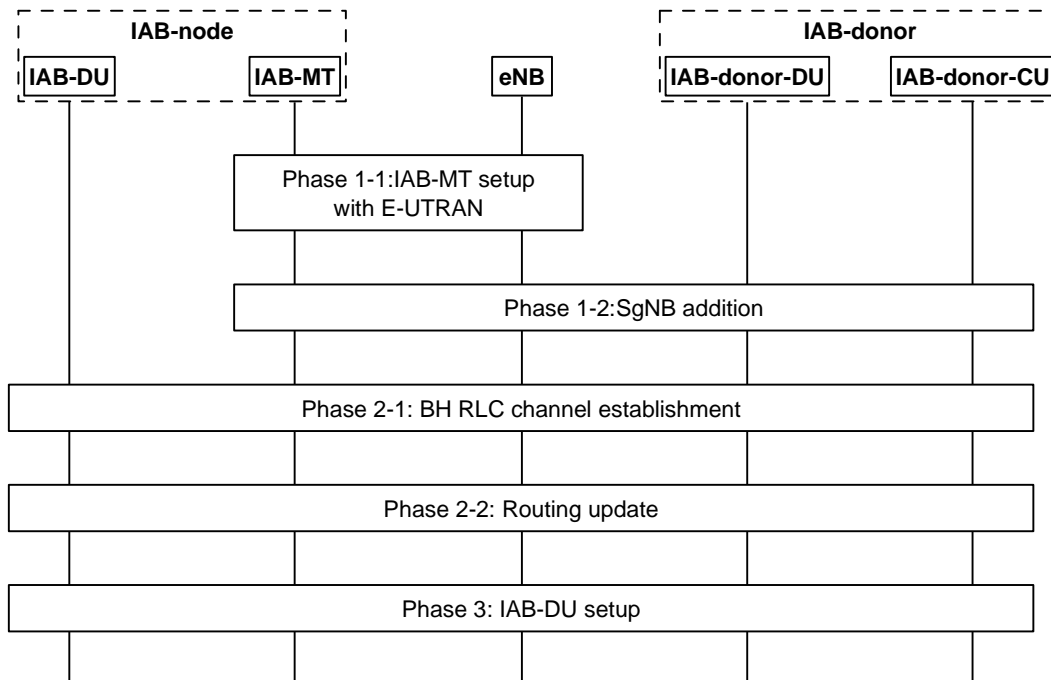 IAB-node
IAB-donor
IAB-DU
IAB-MT
eNB
IAB-donor-DU
IAB-donor-CU
Phase 1-1:IAB-MT setup
with E-UTRAN
Phase 1-2:SgNB addition
Phase 2-1: BH RLC channel establishment
Phase 2-2: Routing update
Phase 3: IAB-DU setup